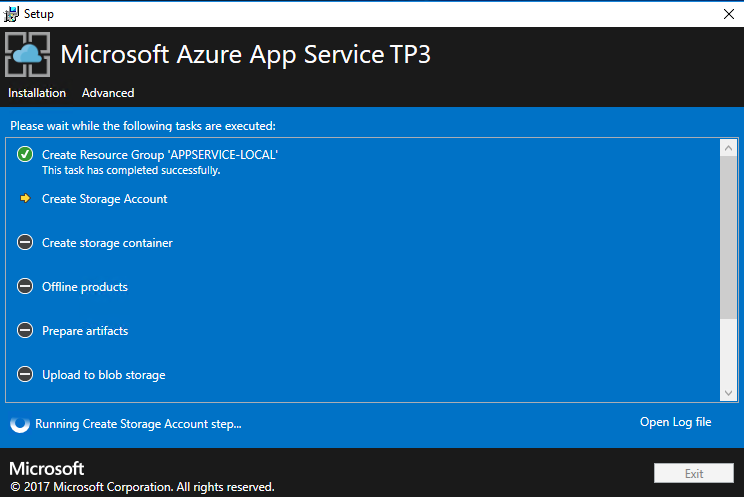 Setup
Microsoft Azure App Service TP3
Installation Advanced
Please wait while the following tasks are executed:
Create Resource Group 'APPSERVICE-LOCAL'
This task has completed successfully.
Create Storage Account
Create storage container
Offline products
Prepare artifacts
Upload to blob storage
Running Create Storage Account step...
Open Log file
Microsoft
© 2017 Microsoft Corporation. All rights reserved.
Exit